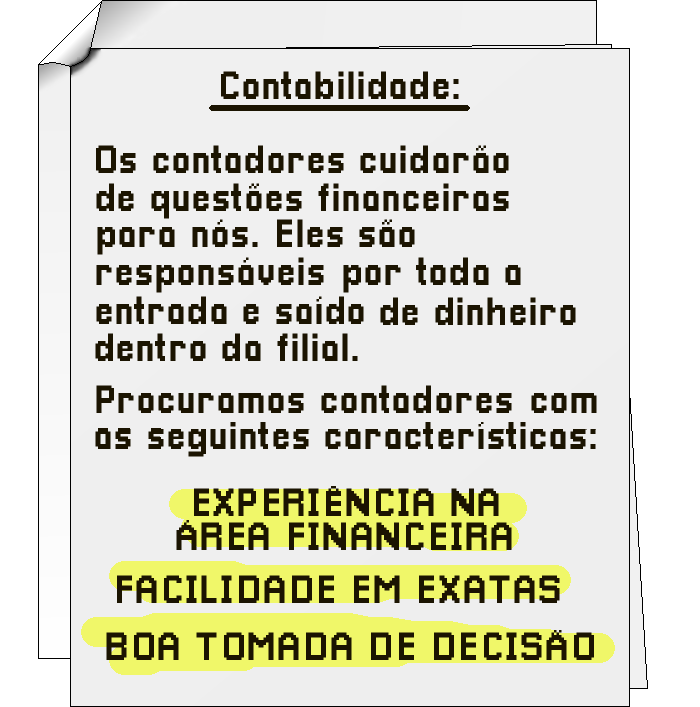 Contabilidade:
Os contadores cuidarão
de questões financeiras
para nós. Eles são
responsáveis por toda a
entrada e saída de dinheiro
dentro da filial.
Procuramos contadores com
as seguintes características:
EXPERIÊNCIA NA
ÁREA FINANCEIRA
FACILIDADE EM EXATAS
BOA TOMADA DE DECISÃO